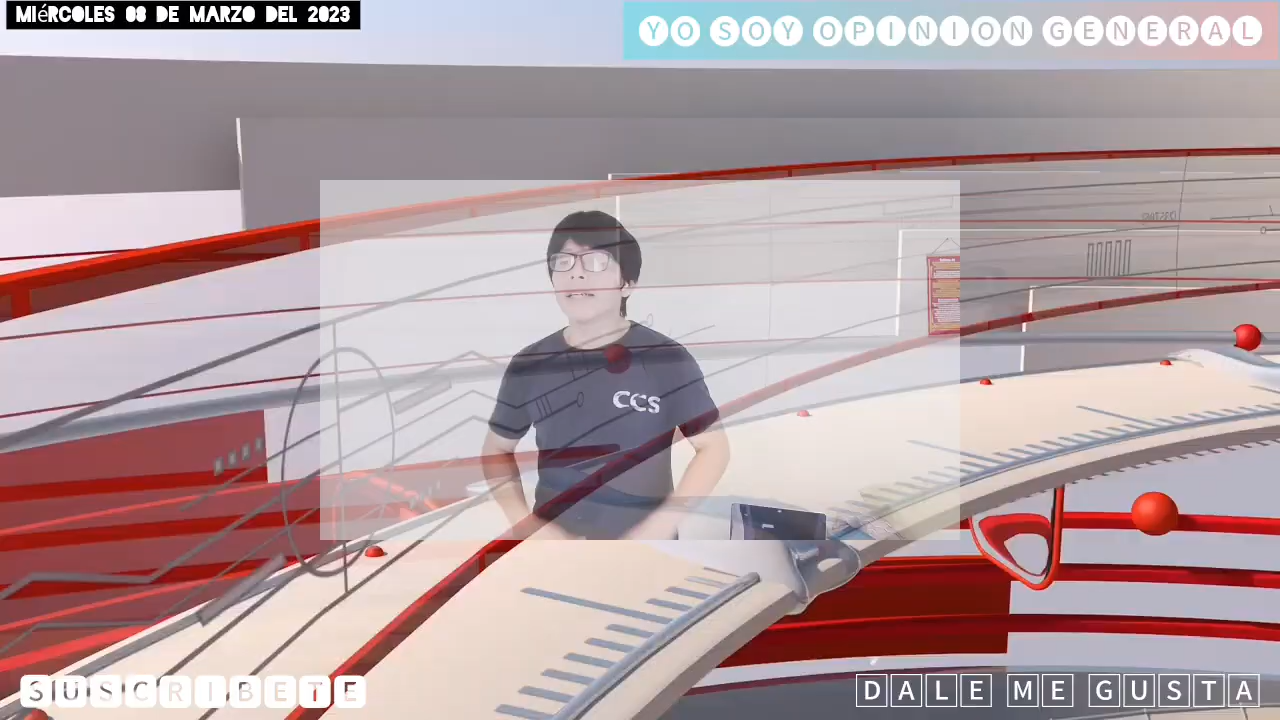 MIéRCOLES 08 DE MARZO DEL 2023
YO SOY OPINION GENERAL
CCS
SUSCRIBETE
DALE ME GUSTA